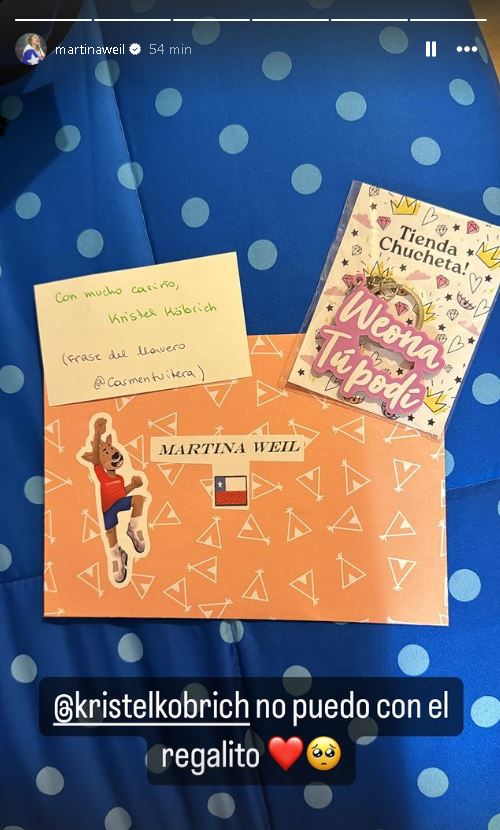 martinaweil 54 min
Con mucho cariño,
Kristel Köbrich
(Frase del llavero
@Carmentuitera)
Tienda
Chucheta!
Weona
Tú podí
MARTINA WEIL
@kristelkobrich no puedo con el
regalito ❤️🥺